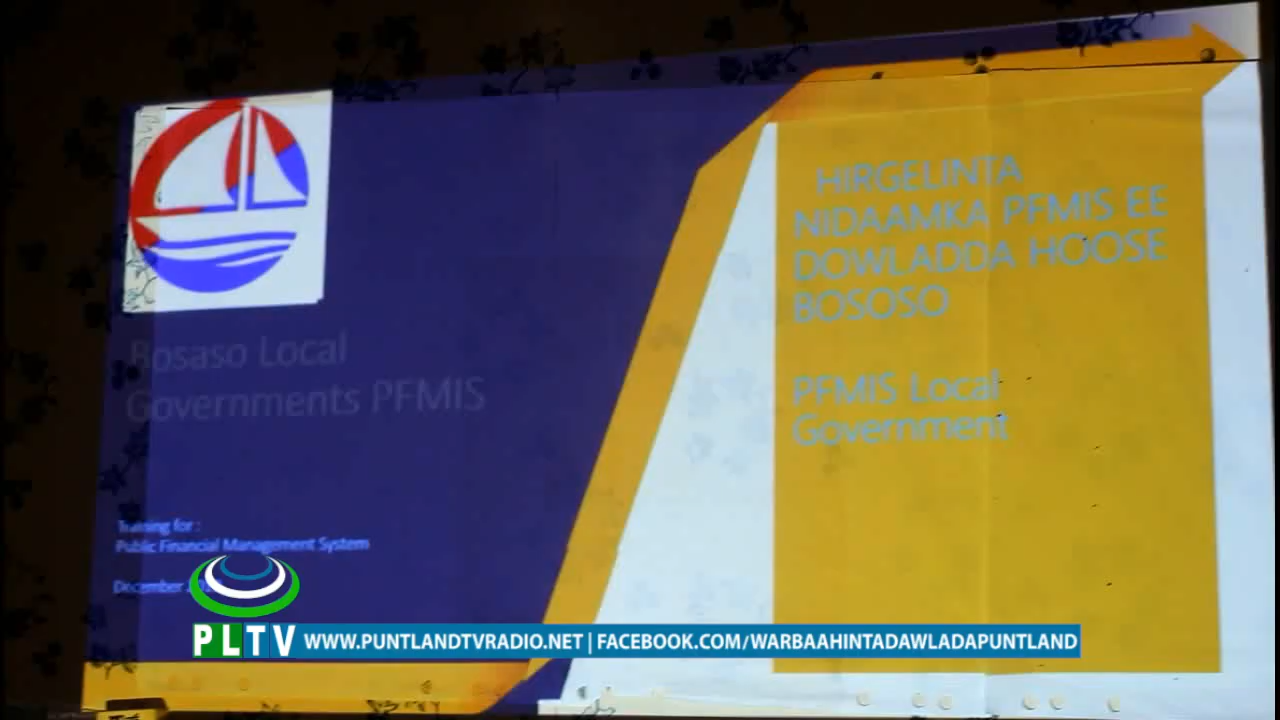 HIRGELINTA
NIDAAMKA PFMIS EE
DOWLADDA HOOSE
BOSOSO
PFMIS Local
Government
Bosaso Local
Governments PFMIS
Training for :
Public Financial Management System
December
PLTV WWW.PUNTLANDTVRADIO.NET | FACEBOOK.COM/WARBAAHINTADAWLADAPUNTLAND